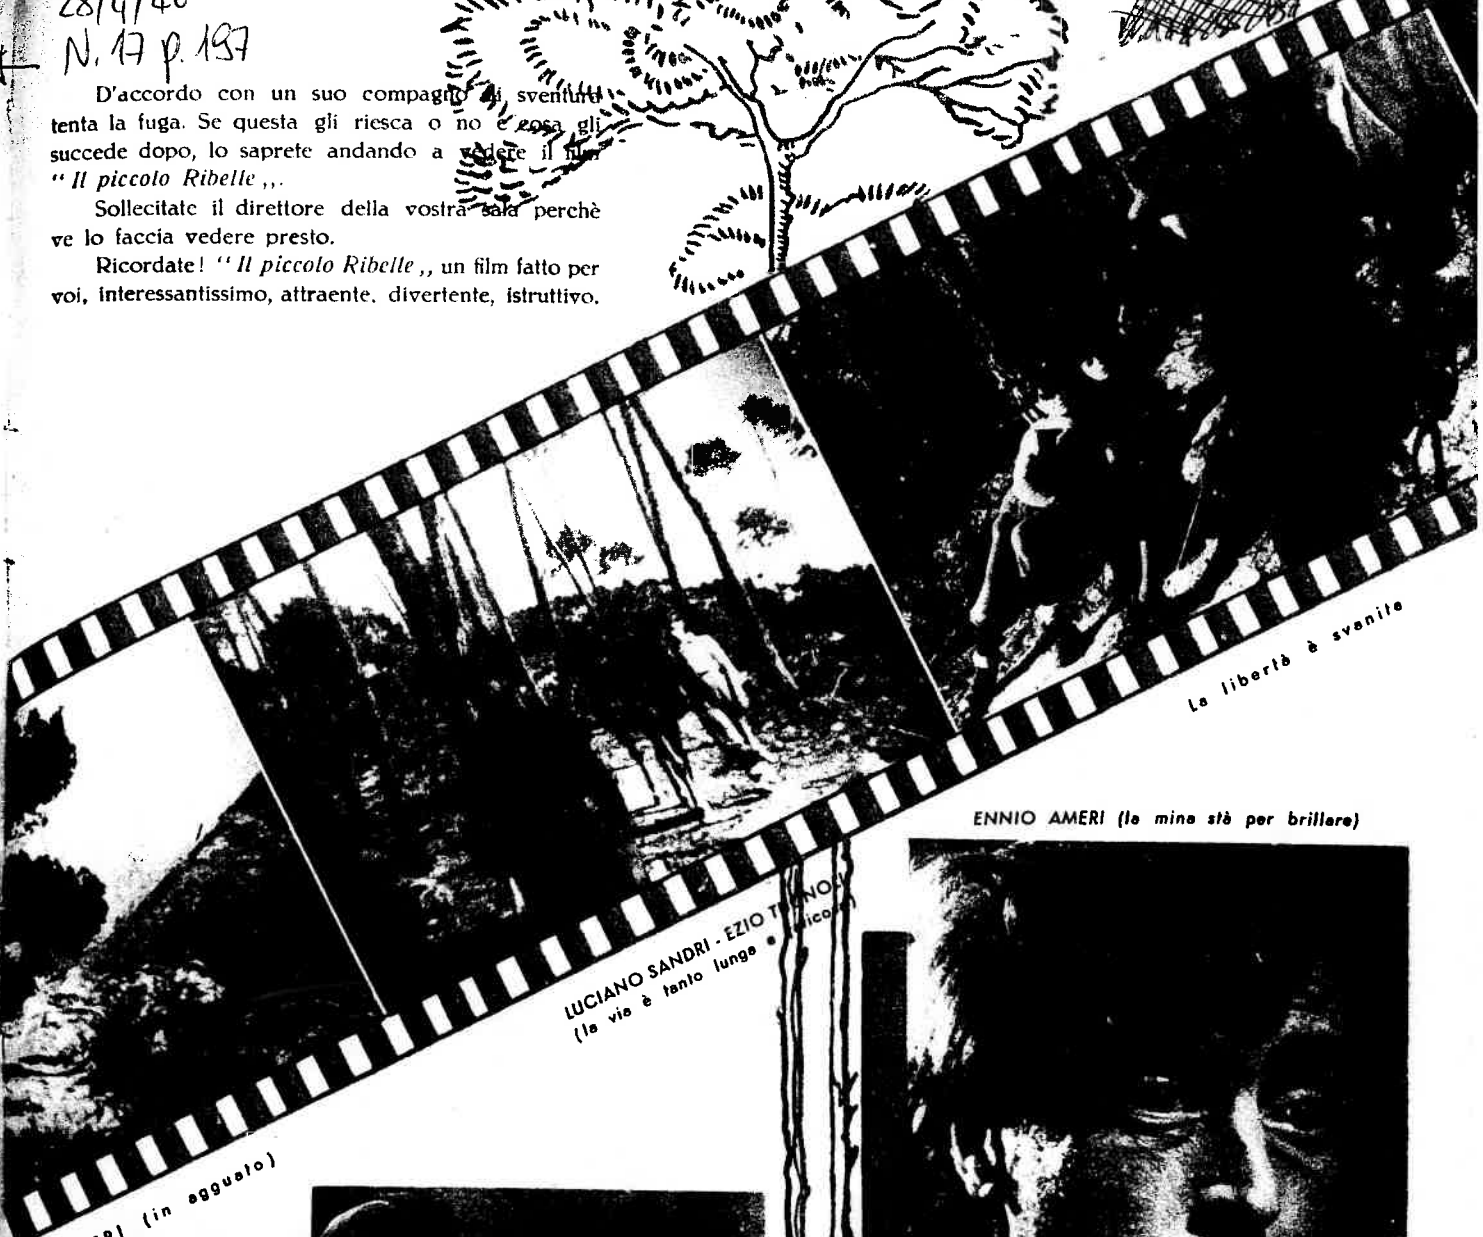 28/4/40
N. 17 p. 197
D'accordo con un suo compagno di sventura
tenta la fuga. Se questa gli riesca o no e cosa gli
succede dopo, lo saprete andando a vedere il film
“ Il piccolo Ribelle ,,.
Sollecitate il direttore della vostra sala perchè
ve lo faccia vedere presto.
Ricordate! “ Il piccolo Ribelle ,, un film fatto per
voi, interessantissimo, attraente, divertente, istruttivo.
La libertà è svanita
ENNIO AMERI (la mina stà per brillare)
LUCIANO SANDRI - EZIO
(la via è tanto lunga e
(in agguato)